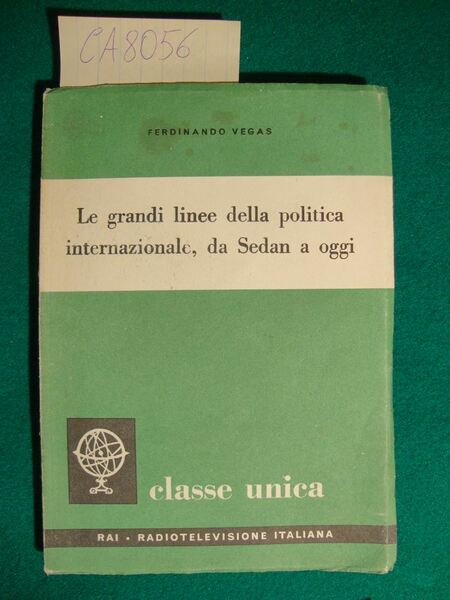 CA8056
FERDINANDO VEGAS
Le grandi linee della politica
internazionale, da Sedan a oggi
classe unica
RAI • RADIOTELEVISIONE ITALIANA